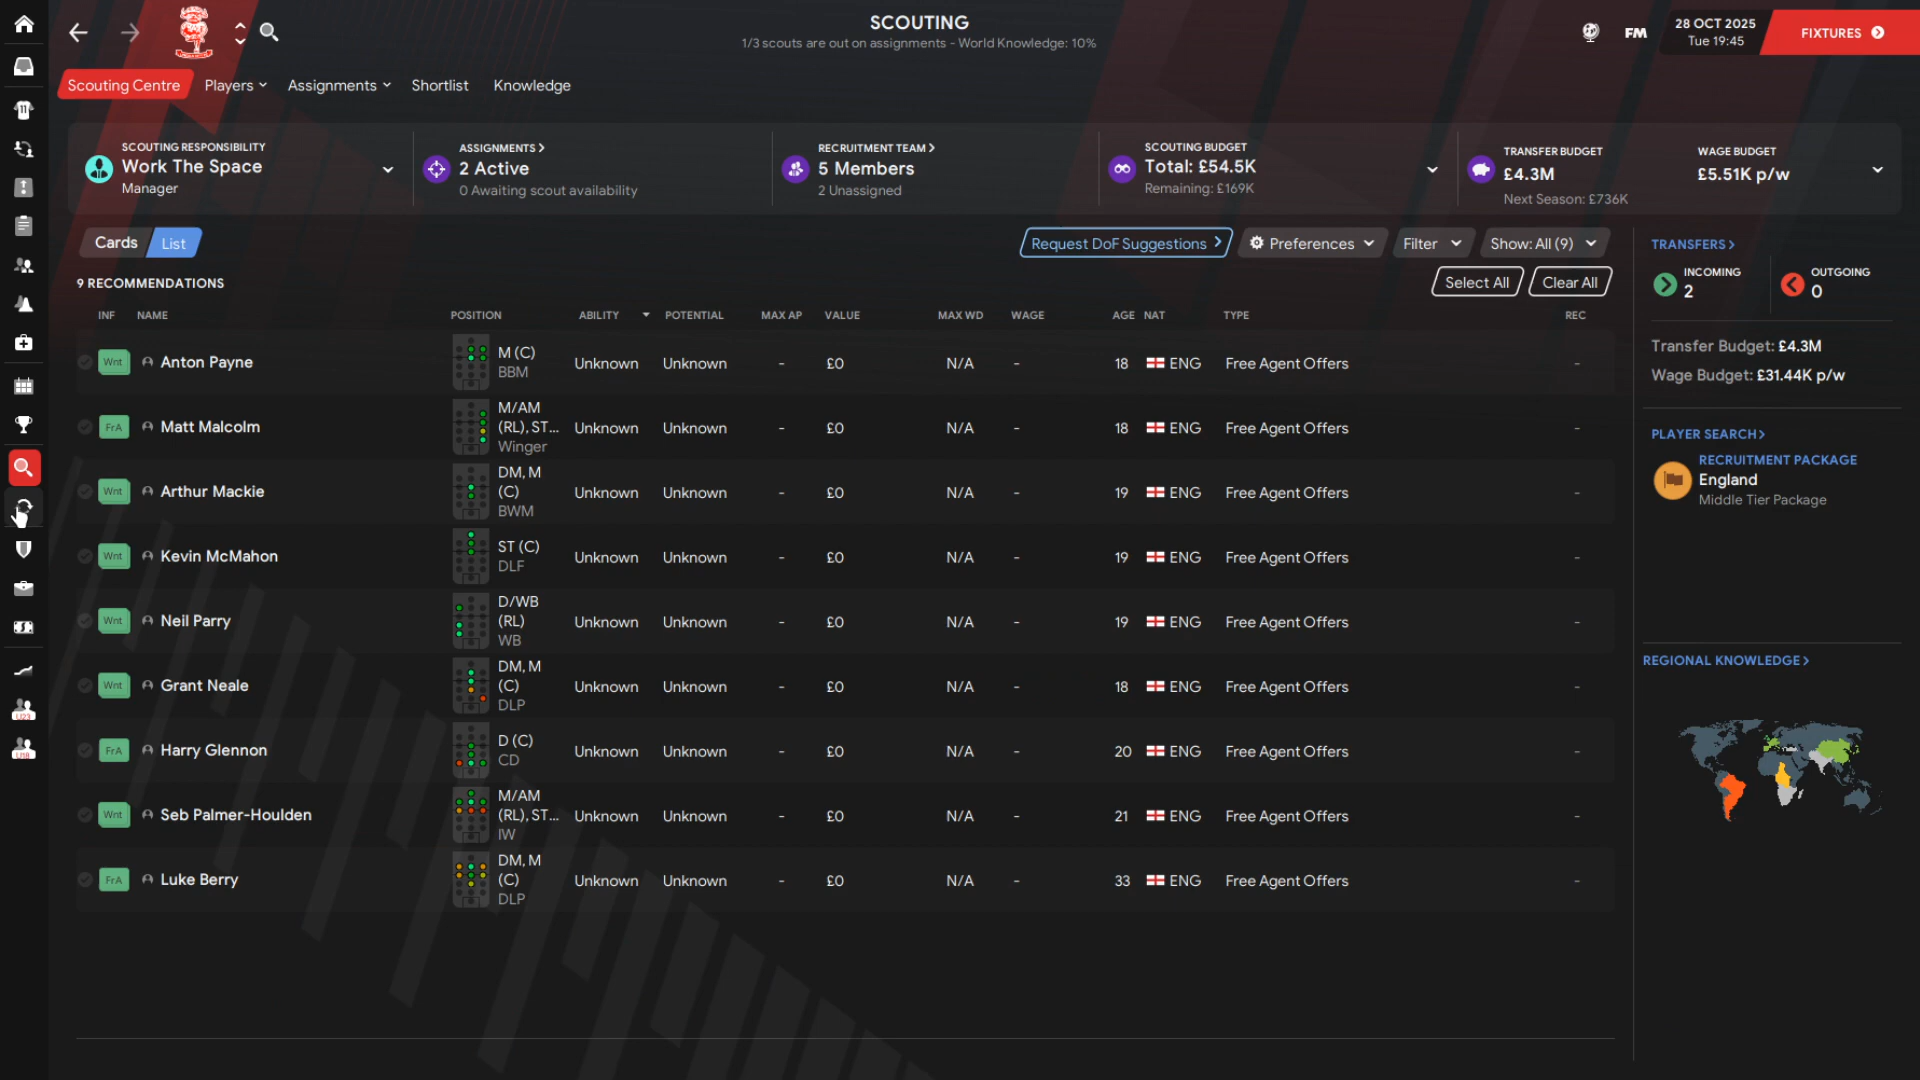 SCOUTING
1/3 scouts are out on assignments - World Knowledge: 10%
FM
28 OCT 2025
Tue 19:45
FIXTURES
Scouting Centre
Players
Assignments
Shortlist
Knowledge
SCOUTING RESPONSIBILITY
Work The Space
Manager
ASSIGNMENTS
2 Active
0 Awaiting scout availability
RECRUITMENT TEAM
5 Members
2 Unassigned
SCOUTING BUDGET
Total: £54.5K
Remaining: £169K
TRANSFER BUDGET
£4.3M
Next Season: £736K
WAGE BUDGET
£5.51K p/w
Cards
List
Request DoF Suggestions
Preferences
Filter
Show: All (9)
9 RECOMMENDATIONS
Select All
Clear All
INF NAME POSITION ABILITY POTENTIAL MAX AP VALUE MAX WD WAGE AGE NAT TYPE REC
Wnt Anton Payne M (C) BBM Unknown Unknown - £0 N/A - 18 ENG Free Agent Offers -
FrA Matt Malcolm M/AM (RL), ST... Winger Unknown Unknown - £0 N/A - 18 ENG Free Agent Offers -
Wnt Arthur Mackie DM, M (C) BWM Unknown Unknown - £0 N/A - 19 ENG Free Agent Offers -
Wnt Kevin McMahon ST (C) DLF Unknown Unknown - £0 N/A - 19 ENG Free Agent Offers -
Wnt Neil Parry D/WB (RL) WB Unknown Unknown - £0 N/A - 19 ENG Free Agent Offers -
Wnt Grant Neale DM, M (C) DLP Unknown Unknown - £0 N/A - 18 ENG Free Agent Offers -
FrA Harry Glennon D (C) CD Unknown Unknown - £0 N/A - 20 ENG Free Agent Offers -
Wnt Seb Palmer-Houlden M/AM (RL), ST... IW Unknown Unknown - £0 N/A - 21 ENG Free Agent Offers -
FrA Luke Berry DM, M (C) DLP Unknown Unknown - £0 N/A - 33 ENG Free Agent Offers -
TRANSFERS
INCOMING
2
OUTGOING
0
Transfer Budget: £4.3M
Wage Budget: £31.44K p/w
PLAYER SEARCH
RECRUITMENT PACKAGE
England
Middle Tier Package
REGIONAL KNOWLEDGE
11
U23
U18